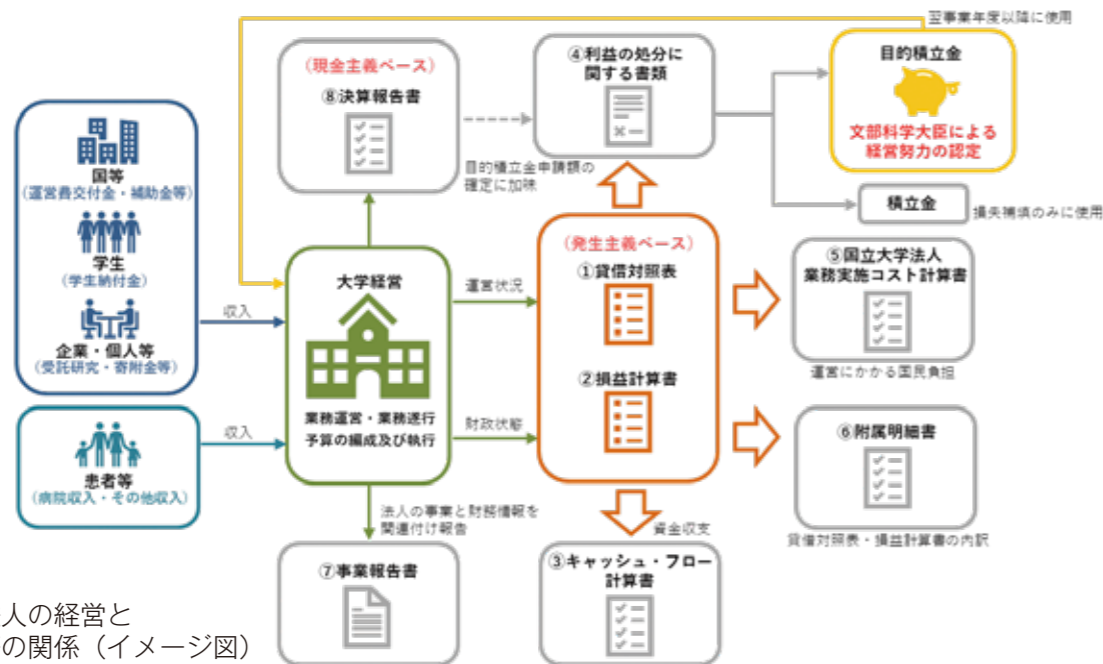 翌事業年度以降に使用
(現金主義ベース)
⑧決算報告書
④利益の処分に
関する書類
目的積立金
文部科学大臣による
経営努力の認定
目的積立金申請額の
確定に加味
積立金
損失補填のみに使用
国等
(運営費交付金・補助金等)
学生
(学生納付金)
企業・個人等
(受託研究・寄附金等)
収入
患者等
(病院収入・その他収入)
収入
大学経営
業務運営・業務遂行
予算の編成及び執行
運営状況
財政状態
(発生主義ベース)
①貸借対照表
②損益計算書
⑤国立大学法人
業務実施コスト計算書
運営にかかる国民負担
⑥附属明細書
貸借対照表・損益計算書の内訳
法人の事業と財務情報を
関連付け報告
⑦事業報告書
資金収支
③キャッシュ・フロー
計算書
人の経営と
の関係（イメージ図）